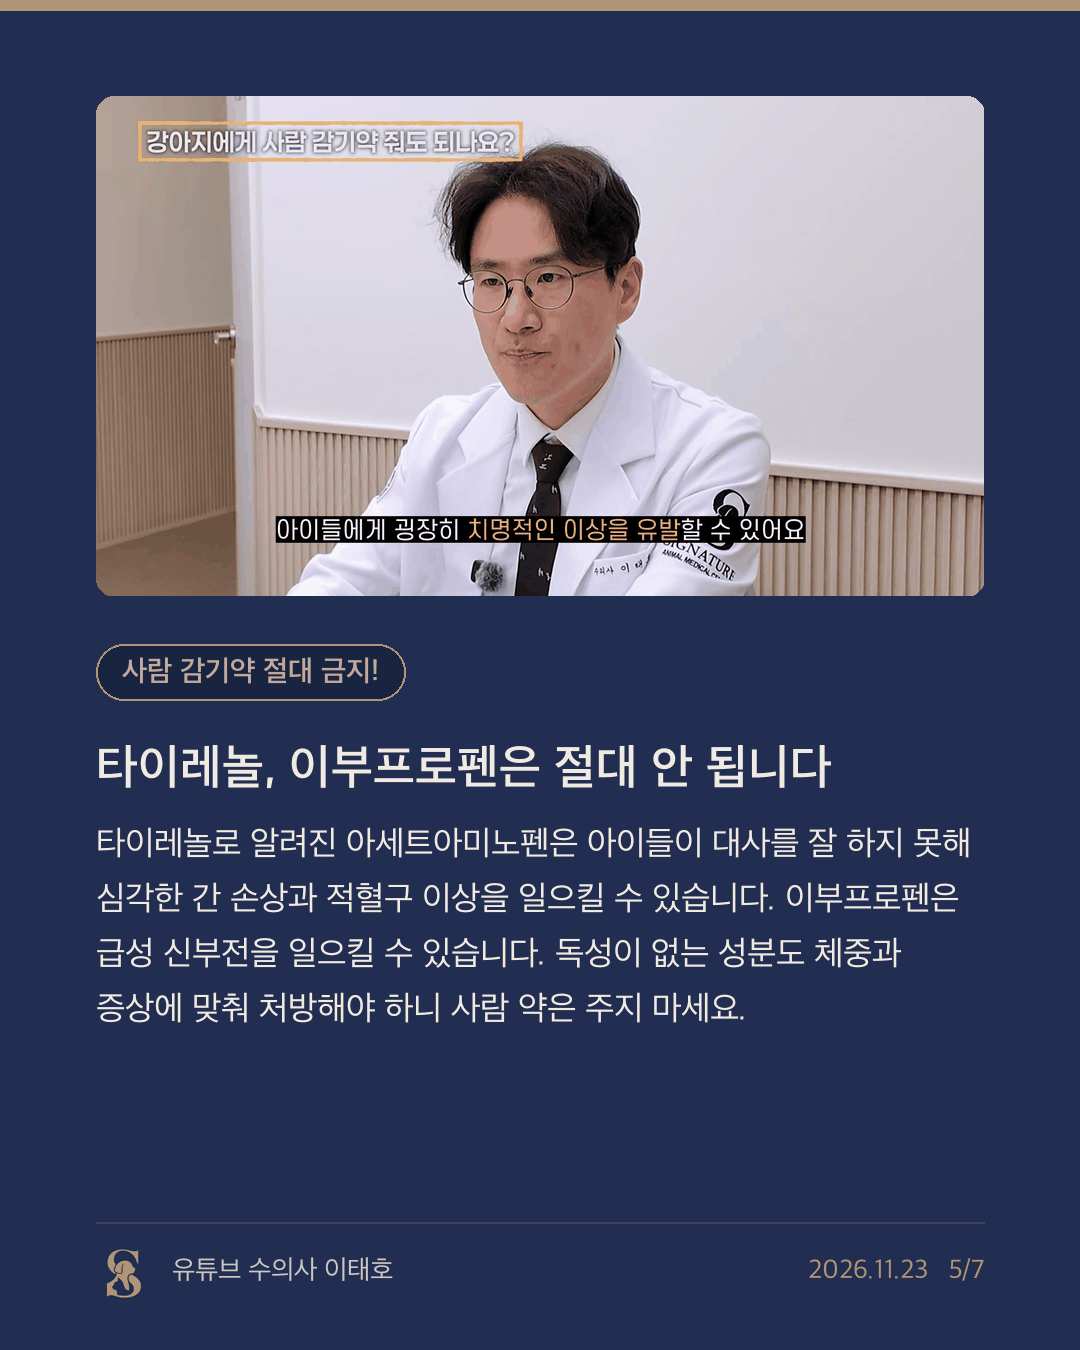 강아지에게 사람 감기약 줘도 되나요?
아이들에게 굉장히 치명적인 이상을 유발할 수 있어요
SIGNATURE
ANIMAL MEDICAL
수의사 이태
사람 감기약 절대 금지!
타이레놀, 이부프로펜은 절대 안 됩니다
타이레놀로 알려진 아세트아미노펜은 아이들이 대사를 잘 하지 못해
심각한 간 손상과 적혈구 이상을 일으킬 수 있습니다. 이부프로펜은
급성 신부전을 일으킬 수 있습니다. 독성이 없는 성분도 체중과
증상에 맞춰 처방해야 하니 사람 약은 주지 마세요.
유튜브 수의사 이태호
2026.11.23 5/7